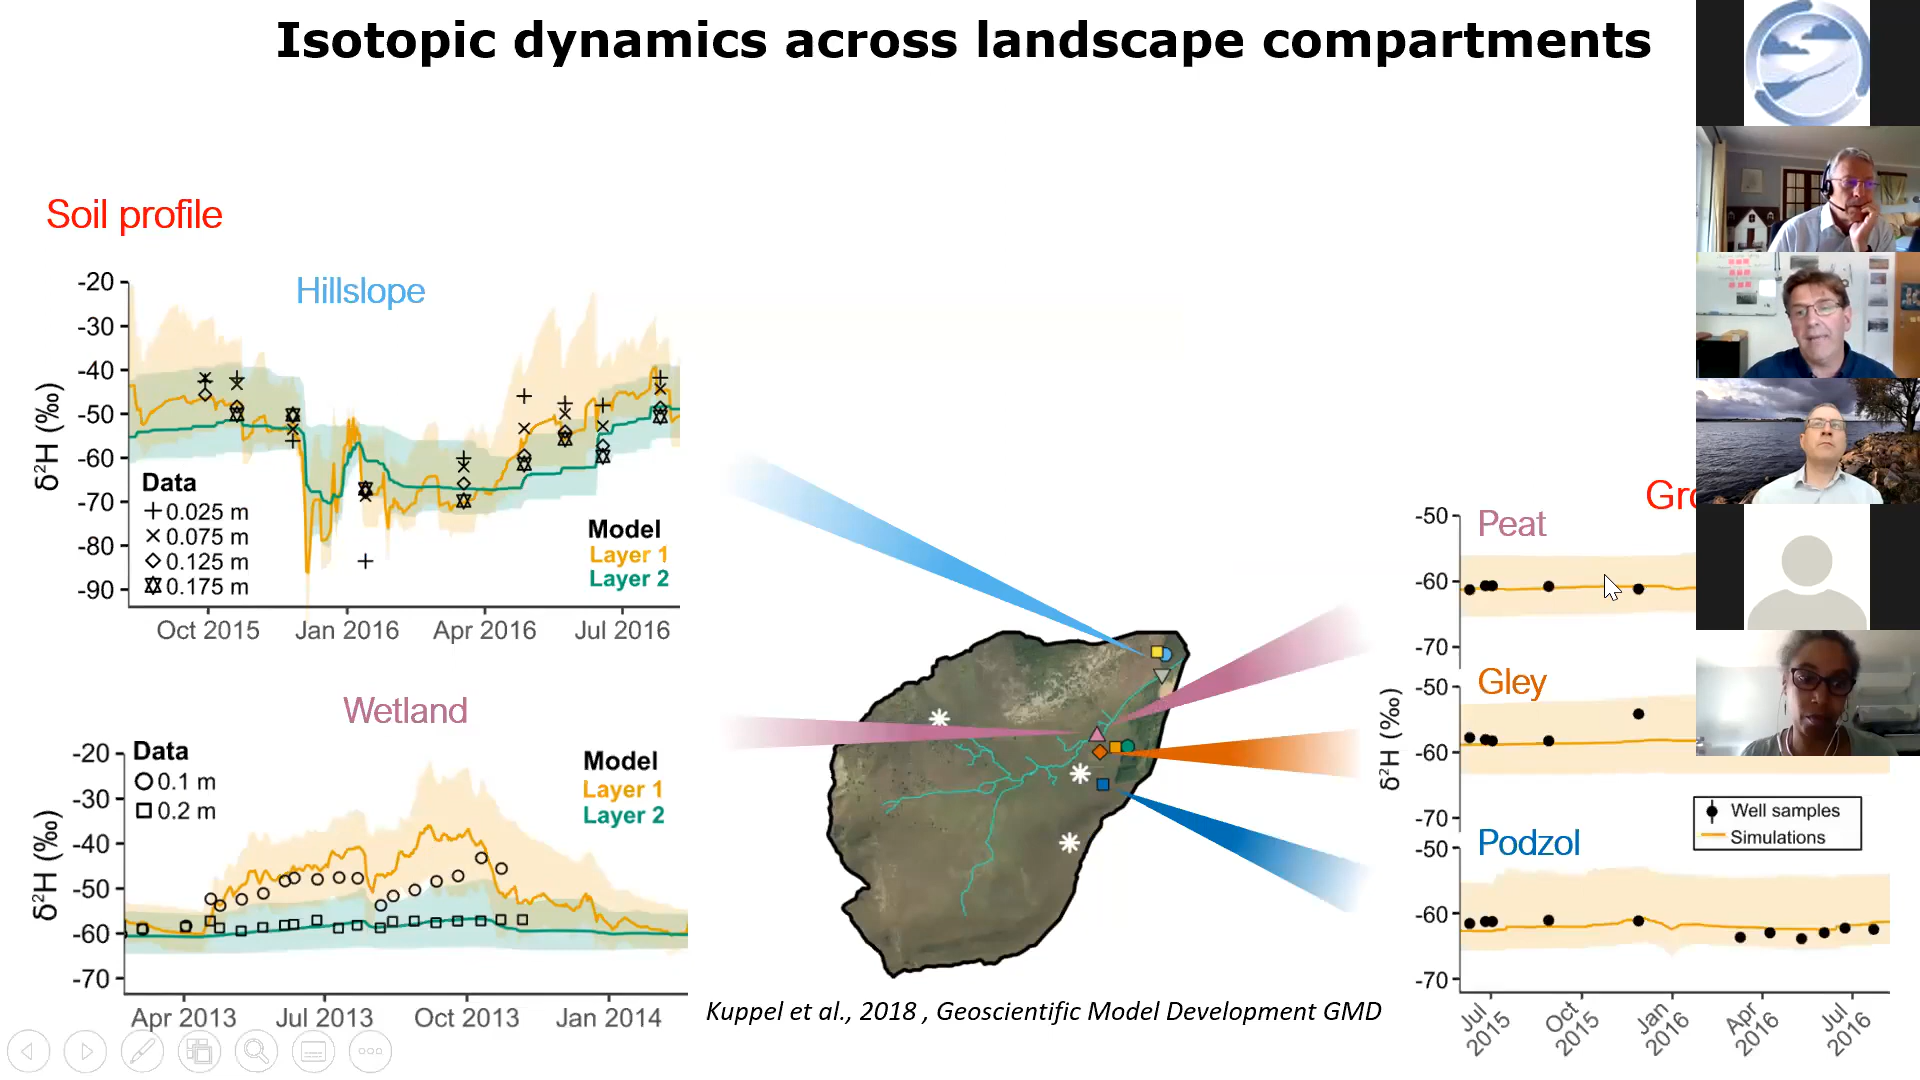 Isotopic dynamics across landscape compartments
Soil profile
Hillslope
-20
-30
-40
-50
-60
-70
-80
-90
δ²H (‰)
Data
0.025 m
0.075 m
0.125 m
0.175 m
Model
Layer 1
Layer 2
Oct 2015
Jan 2016
Apr 2016
Jul 2016
Wetland
-20
-30
-40
-50
-60
-70
δ²H (‰)
Data
0.1 m
0.2 m
Model
Layer 1
Layer 2
Apr 2013
Jul 2013
Oct 2013
Jan 2014
Kuppel et al., 2018 , Geoscientific Model Development GMD
Peat
-50
-60
-70
Gley
-50
-60
-70
δ²H (‰)
Well samples
Simulations
Podzol
-50
-60
-70
Jul 2015
Oct 2015
Jan 2016
Apr 2016
Jul 2016